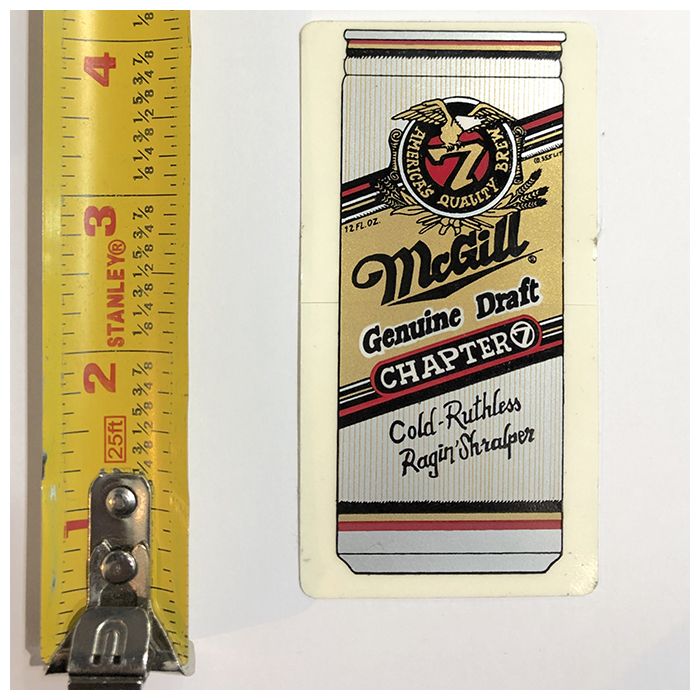 4
3
STANLEY®
2
25ft
1
AMERICAS QUALITY BREW
7
12 FL. OZ.
McGill
Genuine Draft
CHAPTER 7
Cold-Ruthless
Ragin' Shralper